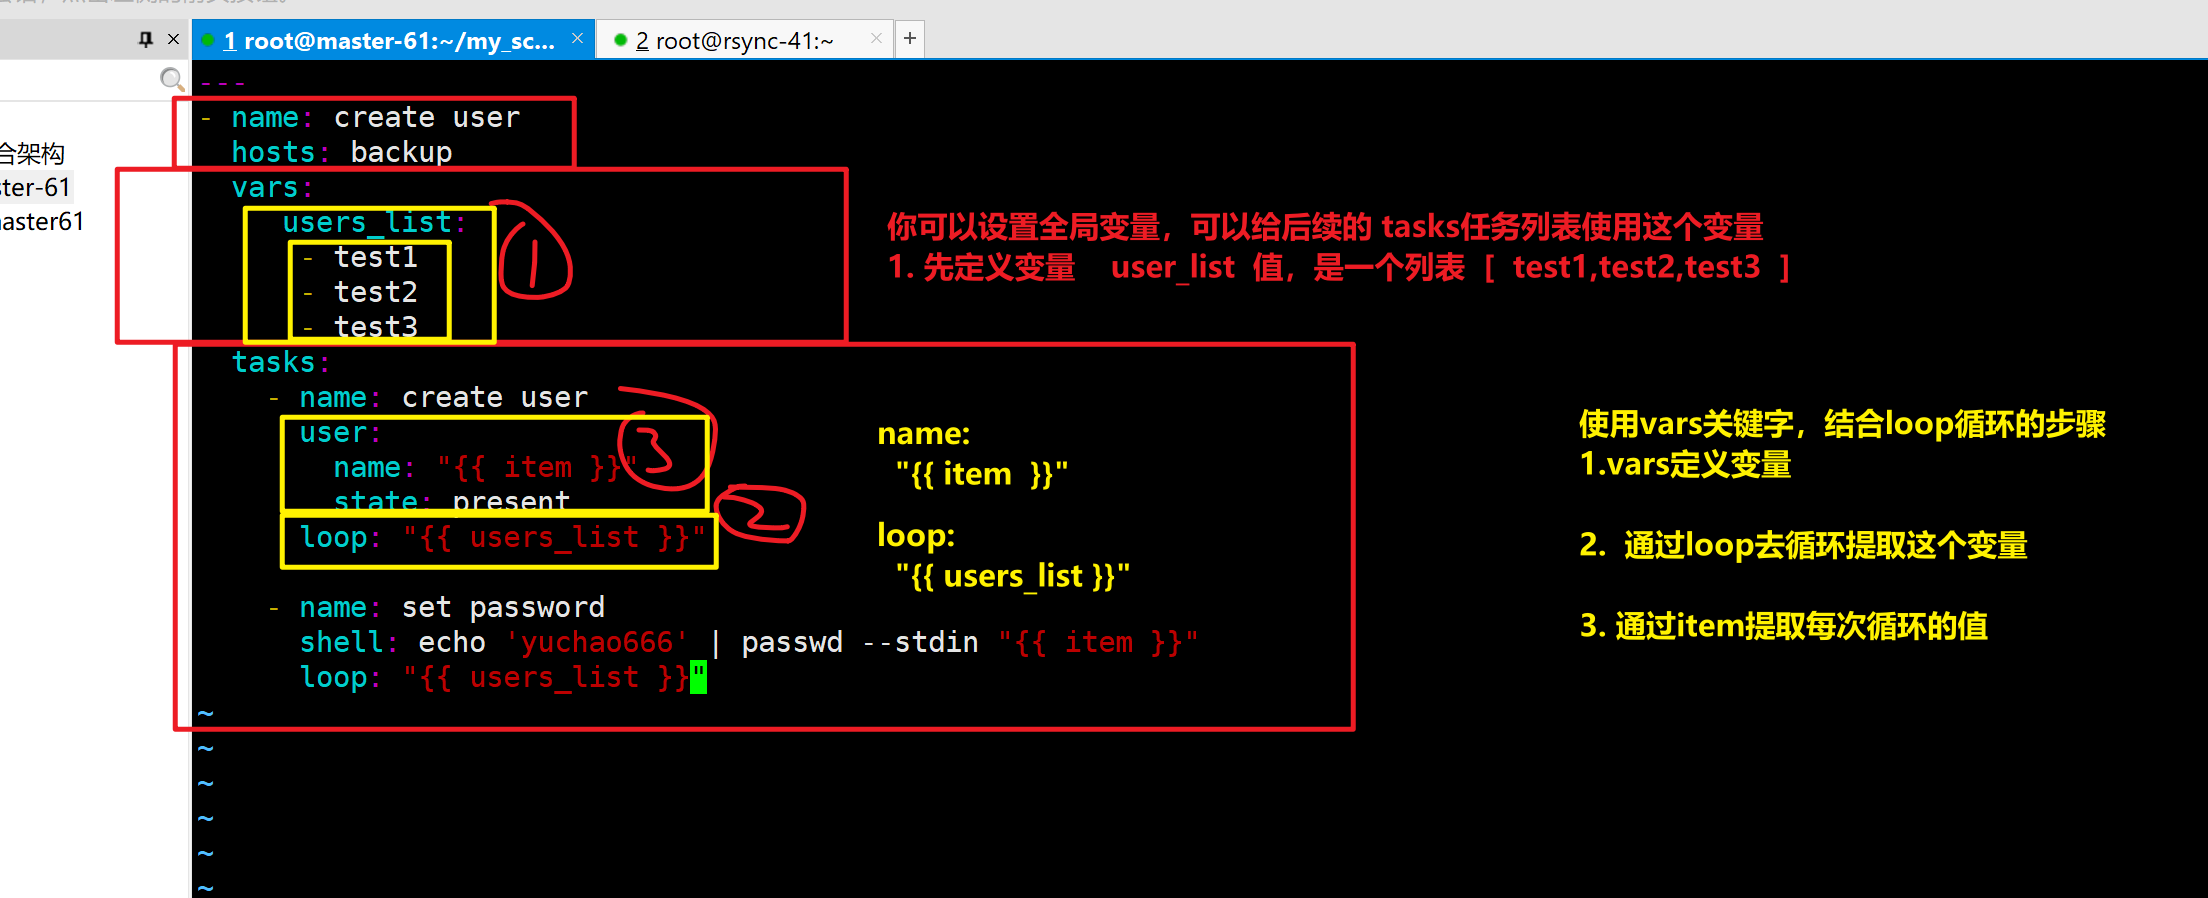 1 root@master-61:~/my_sc...
2 root@rsync-41:~
合架构
ster-61
master61
---
- name: create user
hosts: backup
vars:
users_list:
- test1
- test2
- test3
①
你可以设置全局变量，可以给后续的 tasks任务列表使用这个变量
1. 先定义变量 user_list 值，是一个列表 [ test1,test2,test3 ]
tasks:
- name: create user
user:
name: "{{ item }}"
state: present
loop: "{{ users_list }}"
③
②
name:
"{{ item }}"
loop:
"{{ users_list }}"
- name: set password
shell: echo 'yuchao666' | passwd --stdin "{{ item }}"
loop: "{{ users_list }}"
使用vars关键字，结合loop循环的步骤
1.vars定义变量
2. 通过loop去循环提取这个变量
3. 通过item提取每次循环的值
~
~
~
~
~
~